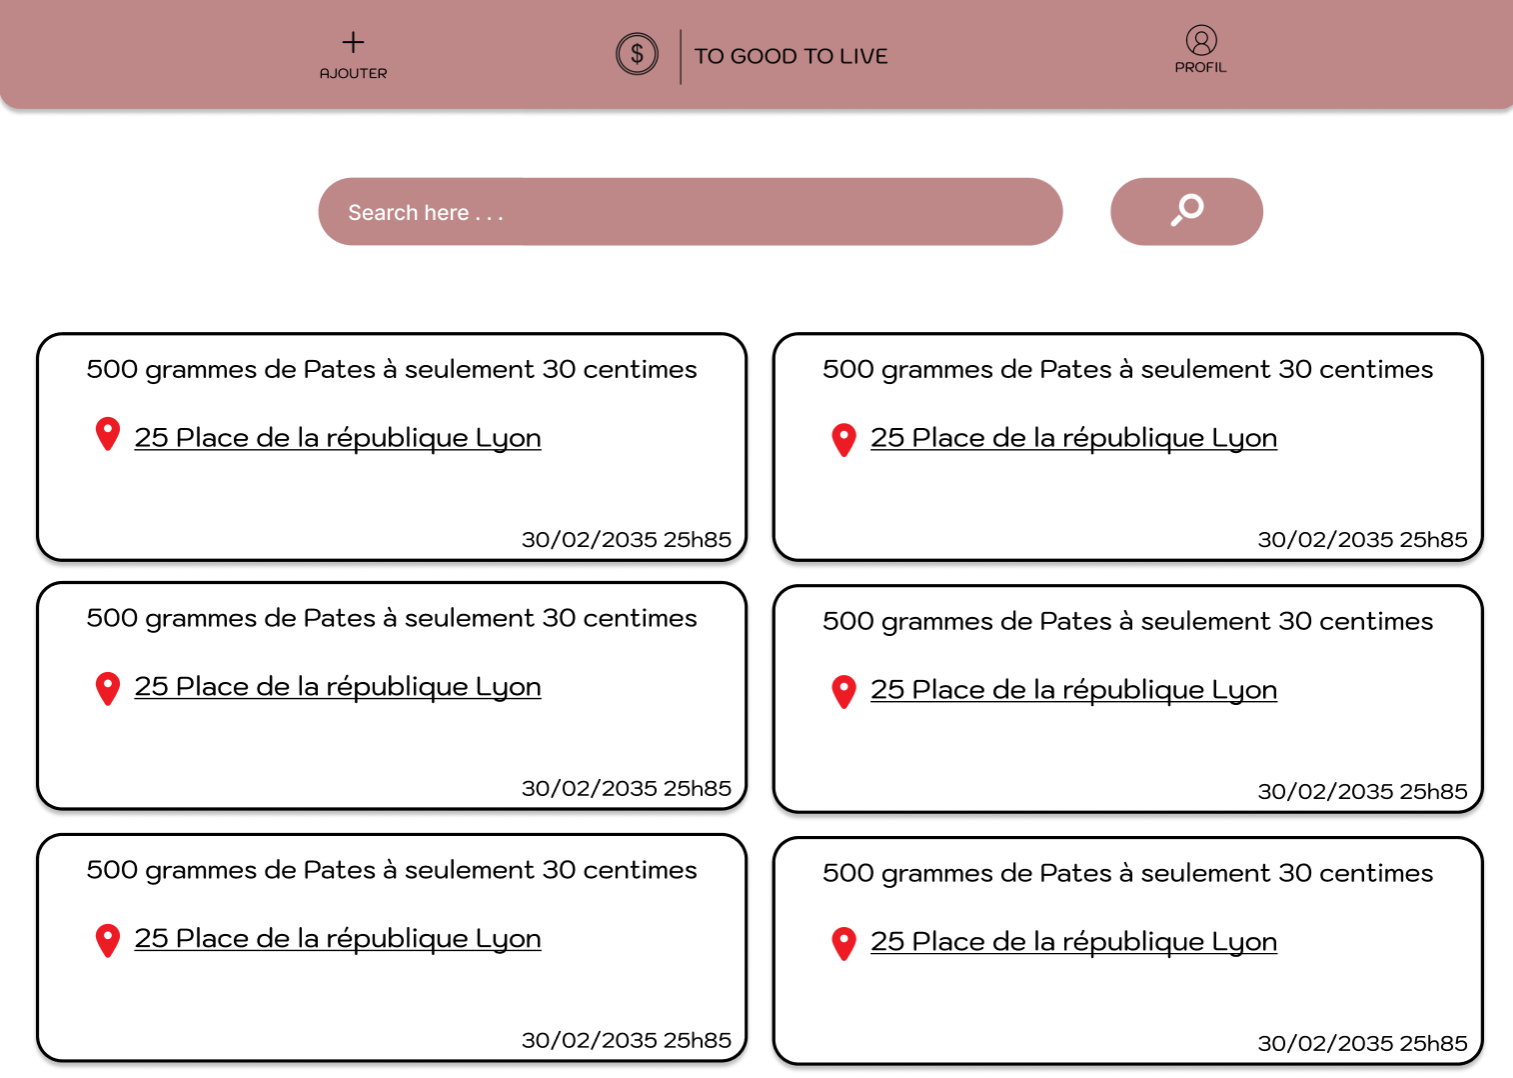 AJOUTER
$
TO GOOD TO LIVE
PROFIL
Search here . . .
500 grammes de Pates à seulement 30 centimes
25 Place de la république Lyon
30/02/2035 25h85
500 grammes de Pates à seulement 30 centimes
25 Place de la république Lyon
30/02/2035 25h85
500 grammes de Pates à seulement 30 centimes
25 Place de la république Lyon
30/02/2035 25h85
500 grammes de Pates à seulement 30 centimes
25 Place de la république Lyon
30/02/2035 25h85
500 grammes de Pates à seulement 30 centimes
25 Place de la république Lyon
30/02/2035 25h85
500 grammes de Pates à seulement 30 centimes
25 Place de la république Lyon
30/02/2035 25h85